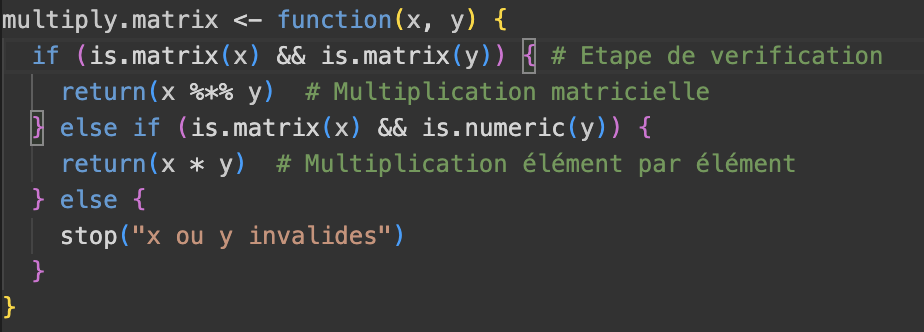 multiply.matrix <- function(x, y) {
  if (is.matrix(x) && is.matrix(y)) { # Etape de verification
    return(x %*% y)  # Multiplication matricielle
  } else if (is.matrix(x) && is.numeric(y)) {
    return(x * y)  # Multiplication élément par élément
  } else {
    stop("x ou y invalides")
  }
}